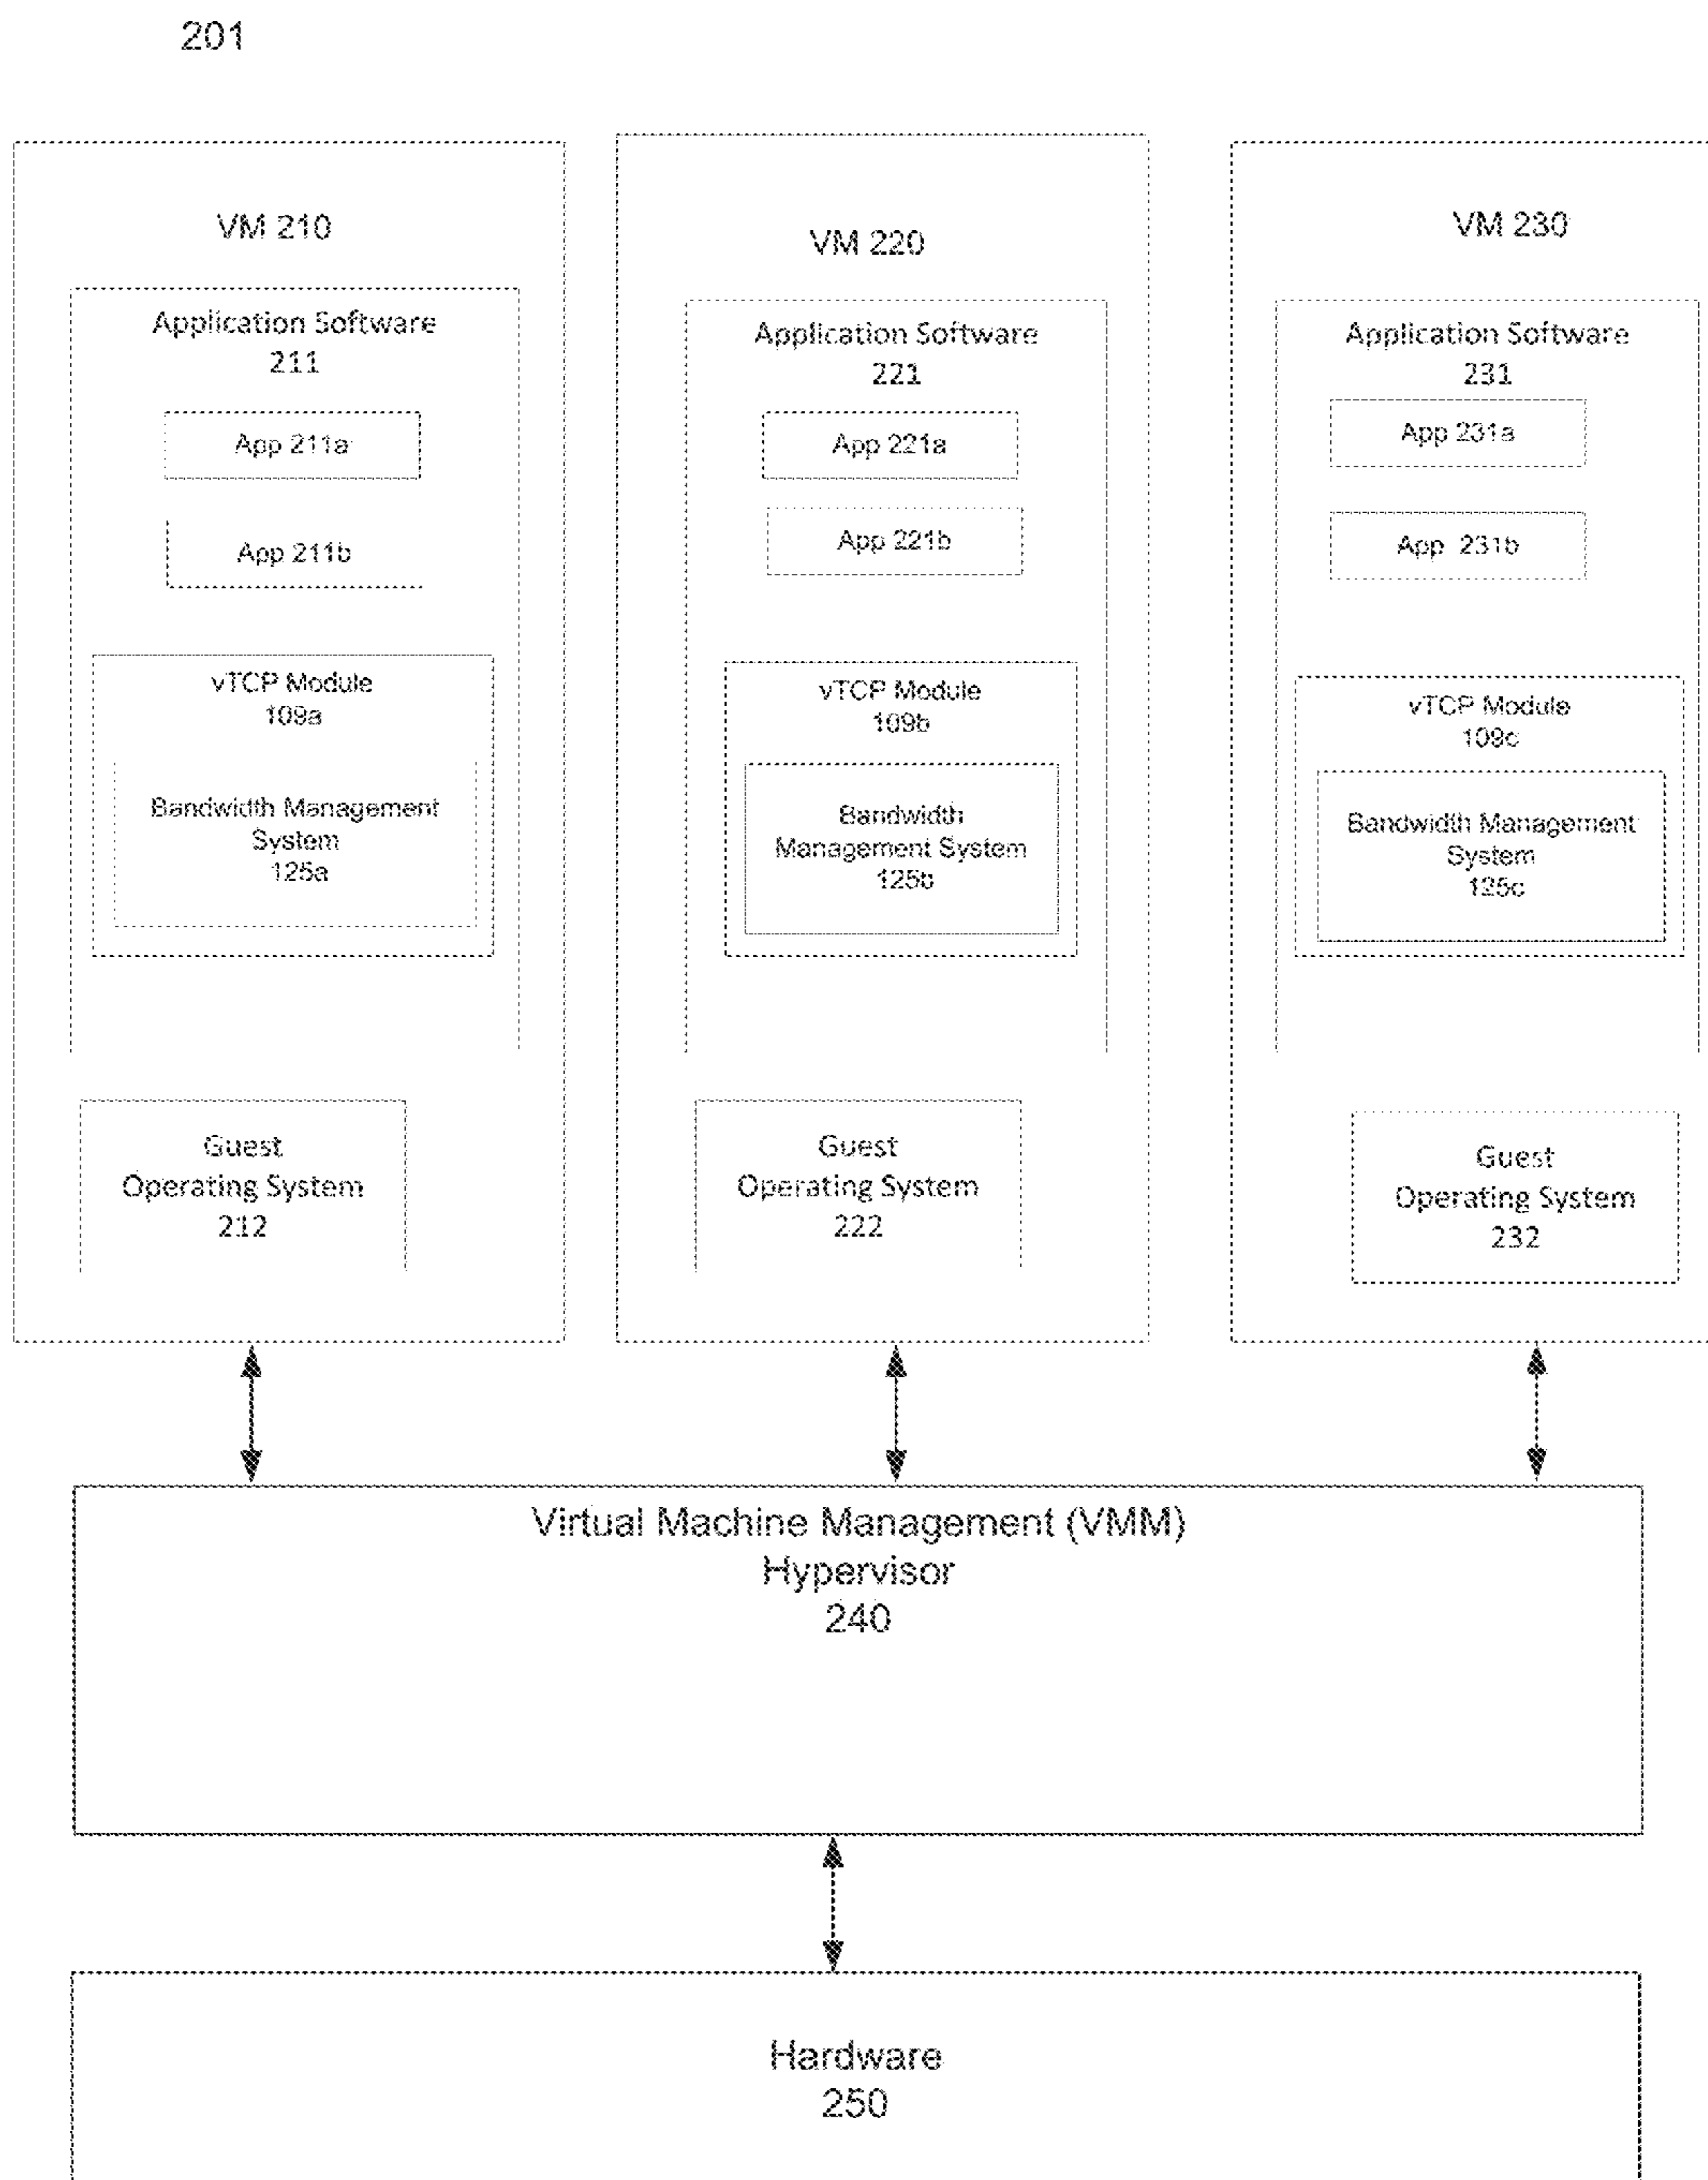 201
VM 210
Application Software
211
App 211a
App 211b
vTCP Module
109a
Bandwidth Management
System
125a
Guest
Operating System
212
VM 220
Application Software
221
App 221a
App 221b
vTCP Module
109b
Bandwidth
Management System
125b
Guest
Operating System
222
VM 230
Application Software
231
App 231a
App 231b
vTCP Module
109c
Bandwidth Management
System
125c
Guest
Operating System
232
Virtual Machine Management (VMM)
Hypervisor
240
Hardware
250